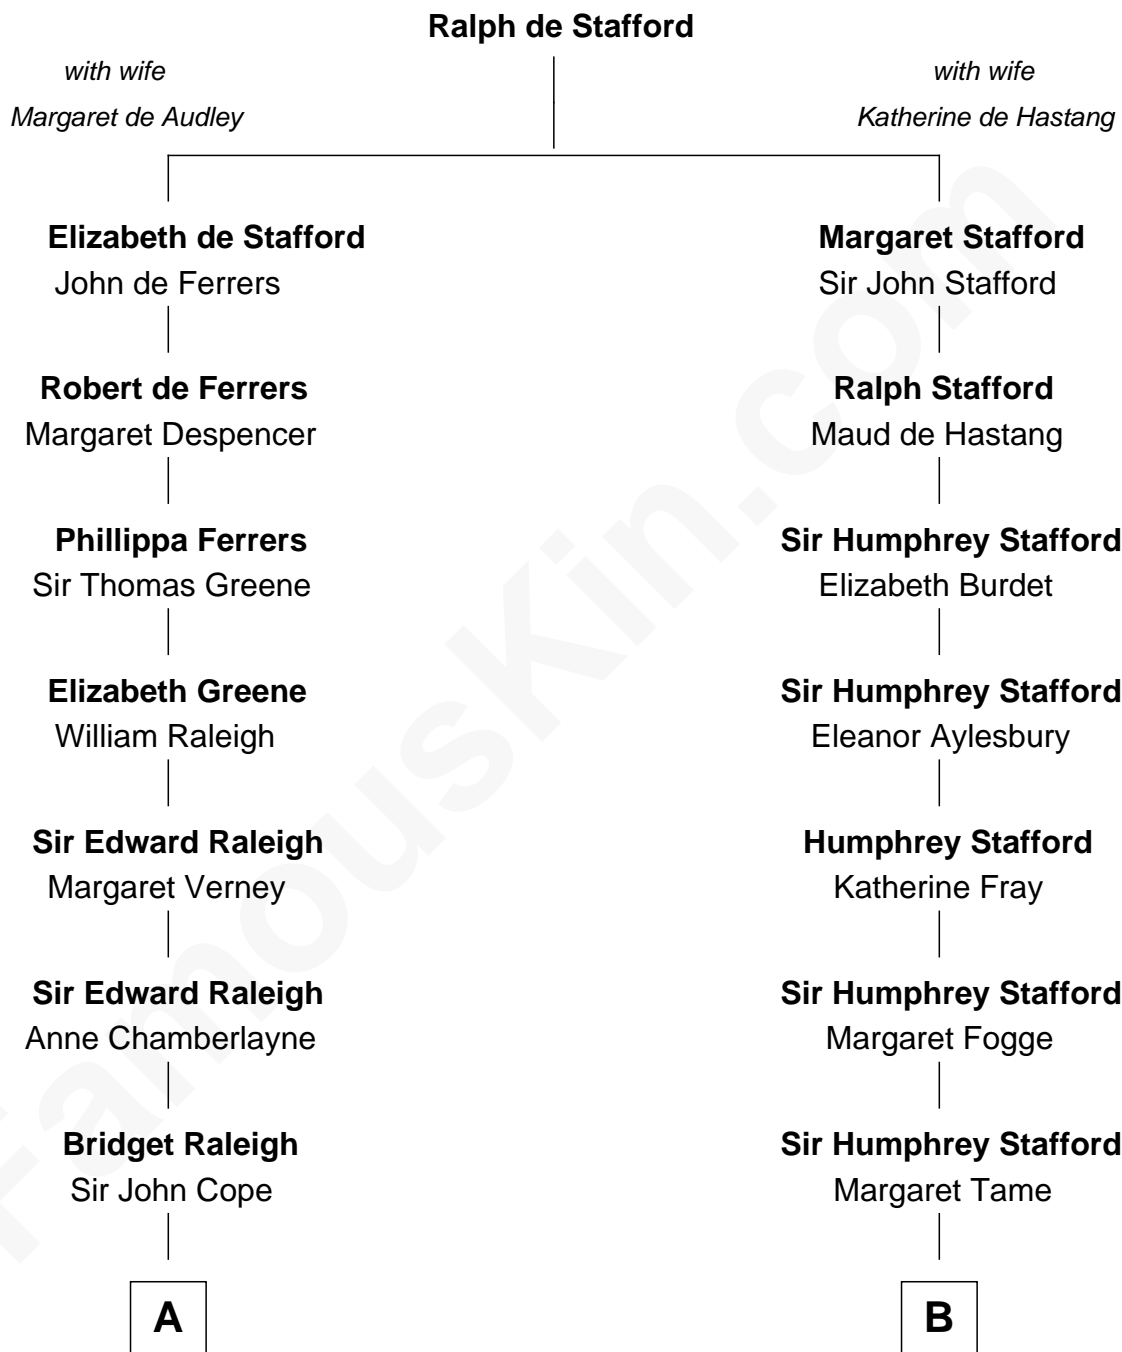 Ralph de Stafford
with wife
Margaret de Audley
with wife
Katherine de Hastang
Elizabeth de Stafford
John de Ferrers
Margaret Stafford
Sir John Stafford
Robert de Ferrers
Margaret Despencer
Ralph Stafford
Maud de Hastang
Phillippa Ferrers
Sir Thomas Greene
Sir Humphrey Stafford
Elizabeth Burdet
Elizabeth Greene
William Raleigh
Sir Humphrey Stafford
Eleanor Aylesbury
Sir Edward Raleigh
Margaret Verney
Humphrey Stafford
Katherine Fray
Sir Edward Raleigh
Anne Chamberlayne
Sir Humphrey Stafford
Margaret Fogge
Bridget Raleigh
Sir John Cope
Sir Humphrey Stafford
Margaret Tame
A
B
FamousKin.com